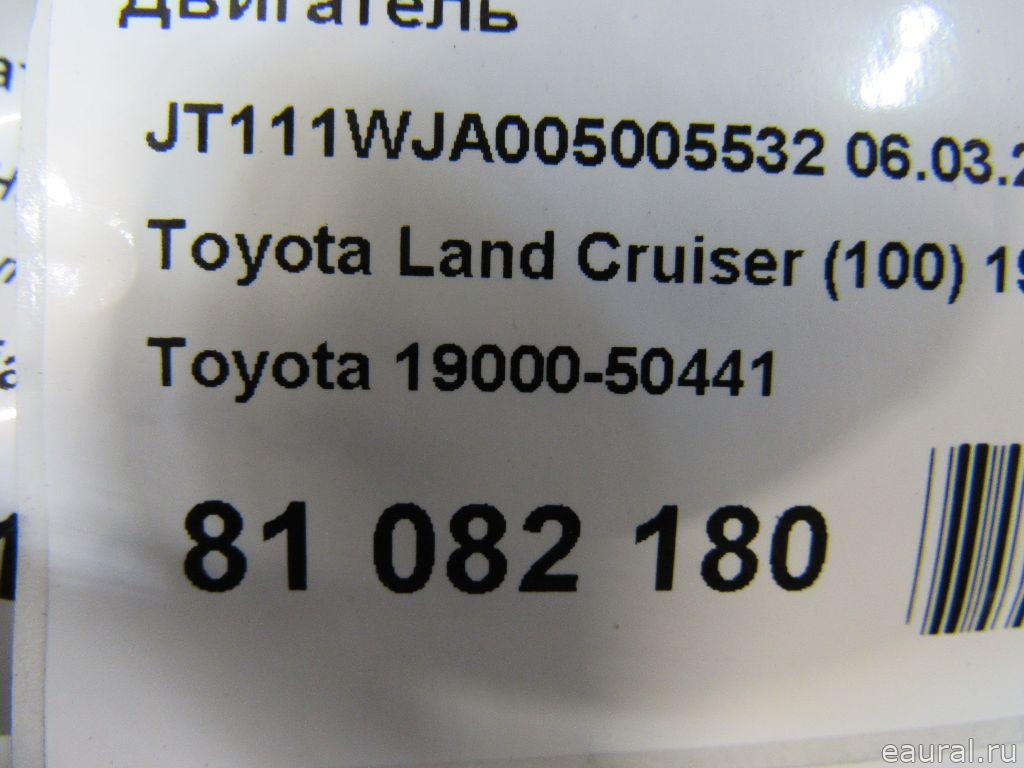 Двигатель
JT111WJA005005532 06.03.2
Toyota Land Cruiser (100) 19
Toyota 19000-50441
81 082 180
eaural.ru